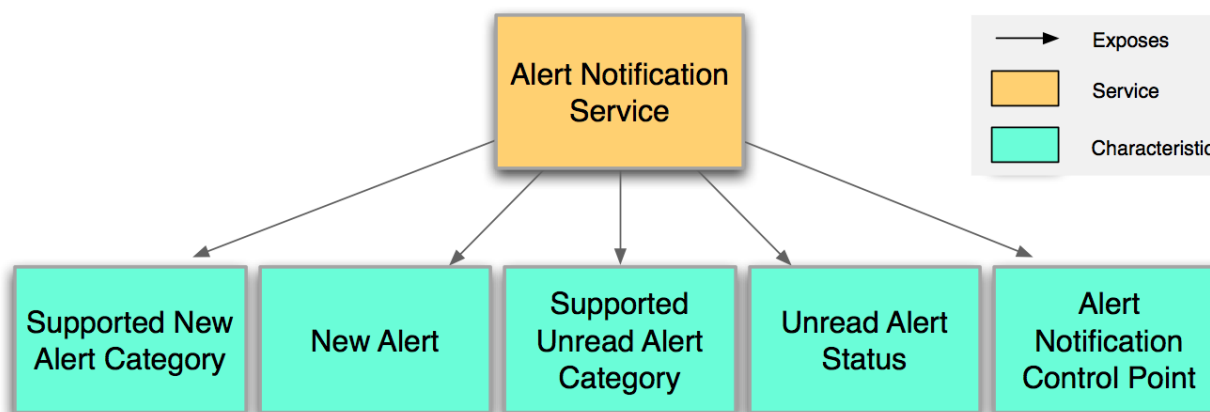 Alert Notification
Service
Exposes
Service
Characteristic
Supported New
Alert Category
New Alert
Supported
Unread Alert
Category
Unread Alert
Status
Alert
Notification
Control Point